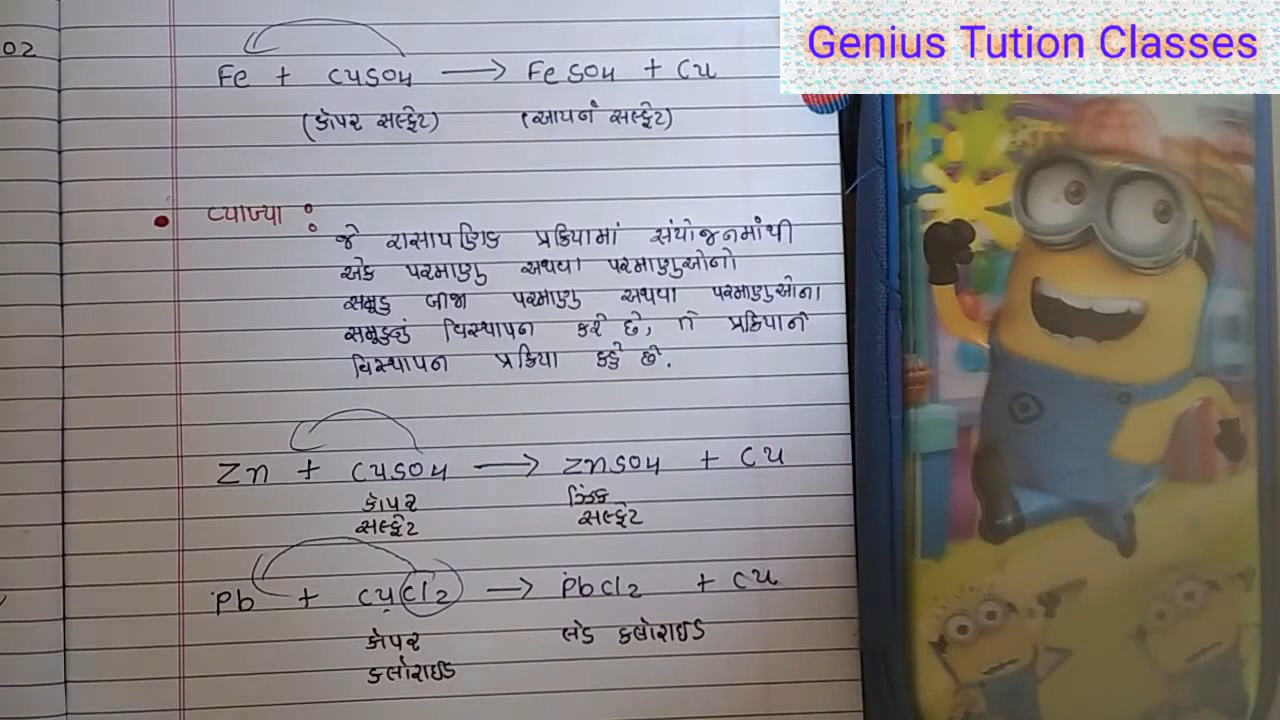 Genius Tution Classes
02
Fe + CuSO4 → FeSO4 + Cu
(કોપર સલ્ફેટ) (આયર્ન સલ્ફેટ)
• વ્યાખ્યા :
જે રાસાયણિક પ્રક્રિયામાં સંયોજનમાંથી
એક પરમાણુ અથવા પરમાણુઓનો
સમૂહ બીજા પરમાણુ અથવા પરમાણુઓના
સમૂહનું વિસ્થાપન કરે છે, તે પ્રક્રિયાને
વિસ્થાપન પ્રક્રિયા કહે છે.
Zn + CuSO4 → ZnSO4 + Cu
કોપર ઝિંક
સલ્ફેટ સલ્ફેટ
Pb + CuCl2 → PbCl2 + Cu
કોપર લેડ ક્લોરાઈડ
ક્લોરાઈડ